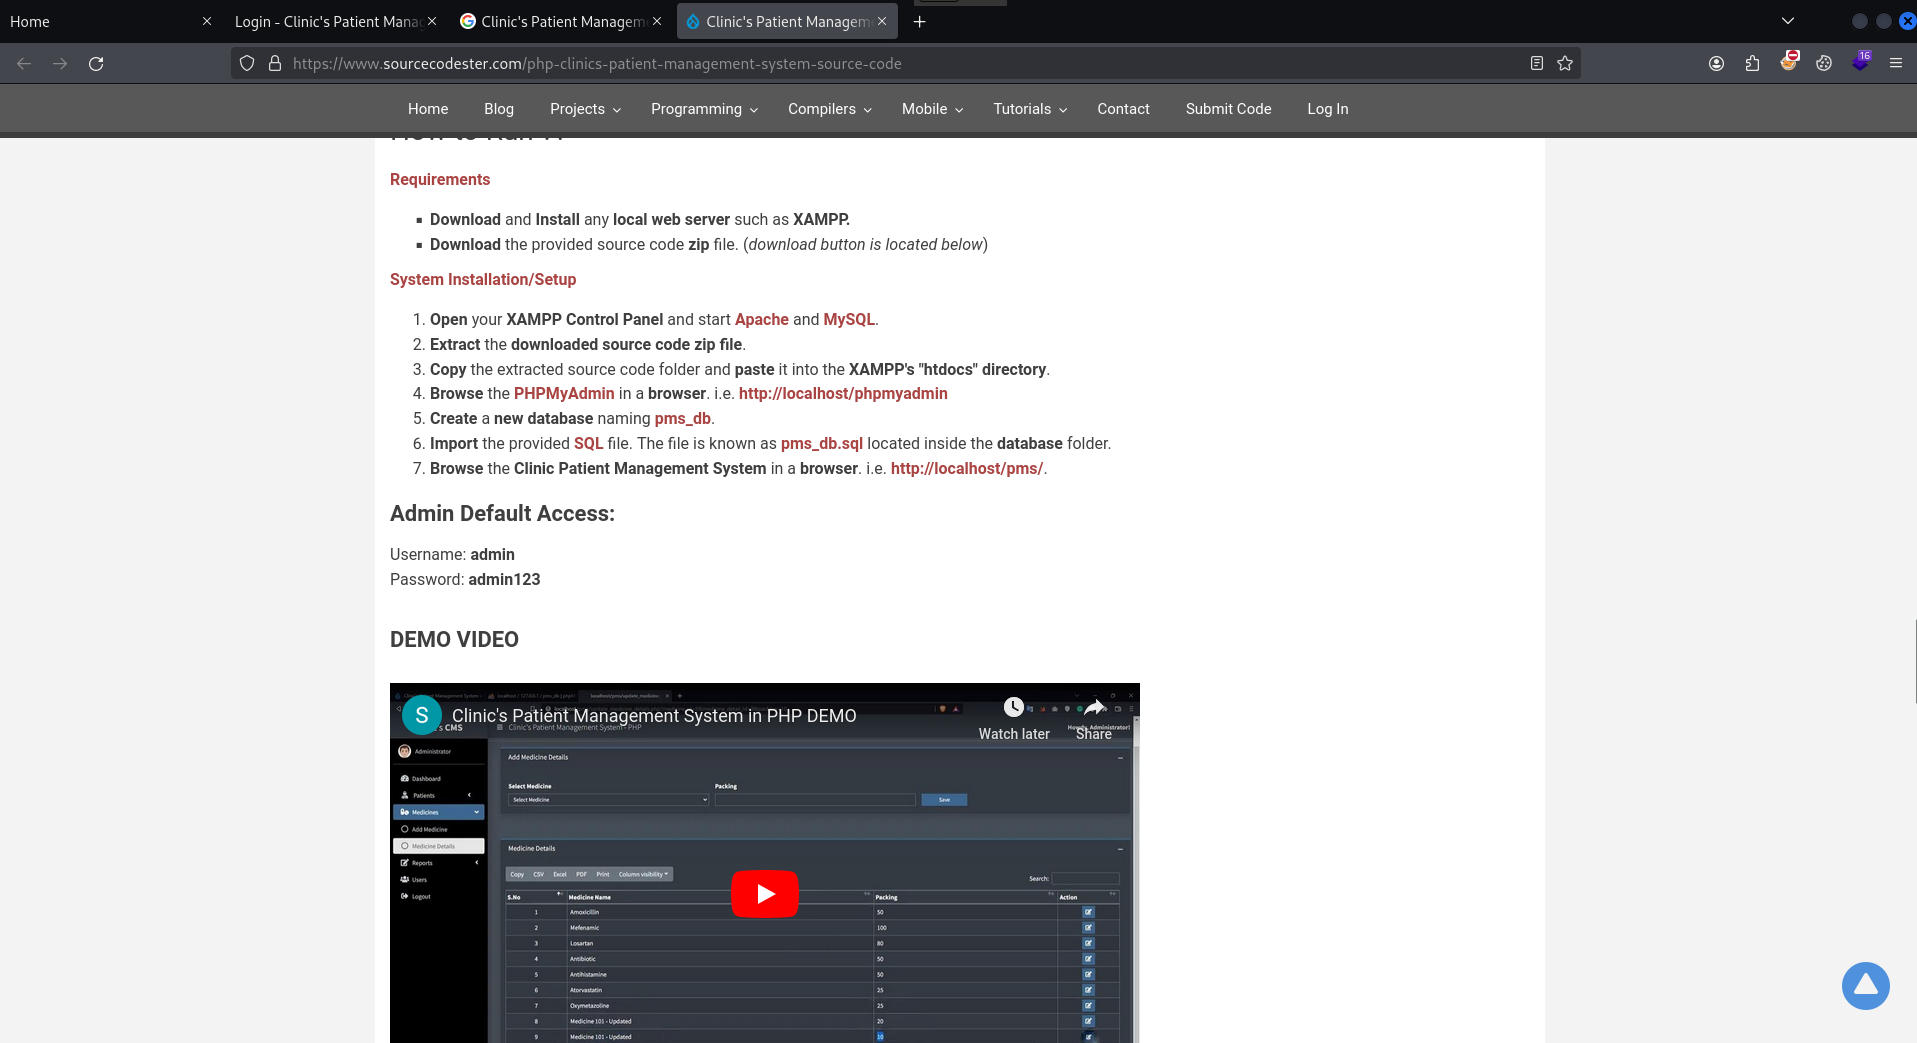 Home
Login - Clinic's Patient Manag
Clinic's Patient Managem
Clinic's Patient Managem
https://www.sourcecodester.com/php-clinics-patient-management-system-source-code
16
Home Blog Projects Programming Compilers Mobile Tutorials Contact Submit Code Log In
Requirements
Download and Install any local web server such as XAMPP.
Download the provided source code zip file. (download button is located below)
System Installation/Setup
1. Open your XAMPP Control Panel and start Apache and MySQL.
2. Extract the downloaded source code zip file.
3. Copy the extracted source code folder and paste it into the XAMPP's "htdocs" directory.
4. Browse the PHPMyAdmin in a browser. i.e. http://localhost/phpmyadmin
5. Create a new database naming pms_db.
6. Import the provided SQL file. The file is known as pms_db.sql located inside the database folder.
7. Browse the Clinic Patient Management System in a browser. i.e. http://localhost/pms/.
Admin Default Access:
Username: admin
Password: admin123
DEMO VIDEO
S
Clinic's Patient Management System in PHP DEMO
Watch later
Share
's CMS
Clinic's Patient Management System - PHP
Administrator
Dashboard
Patients
Medicines
Add Medicine
Medicine Details
Reports
Users
Logout
Add Medicine Details
Select Medicine Packing
Select Medicine
Save
Medicine Details
Copy CSV Excel PDF Print Column visibility
Search:
S.No Medicine Name Packing Action
1 Amoxicillin 50
2 Mefenamic 100
3 Losartan 80
4 Antibiotic 50
5 Antihistamine 50
6 Atorvastatin 25
7 Oxymetazoline 25
8 Medicine 101 - Updated 20
9 Medicine 101 - Updated 10